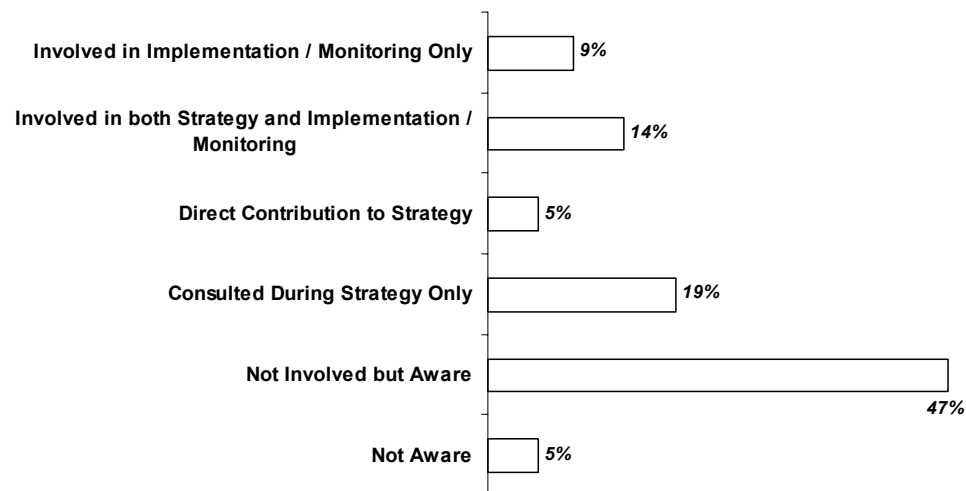 Involved in Implementation / Monitoring Only
9%
Involved in both Strategy and Implementation /
Monitoring
14%
Direct Contribution to Strategy
5%
Consulted During Strategy Only
19%
Not Involved but Aware
47%
Not Aware
5%